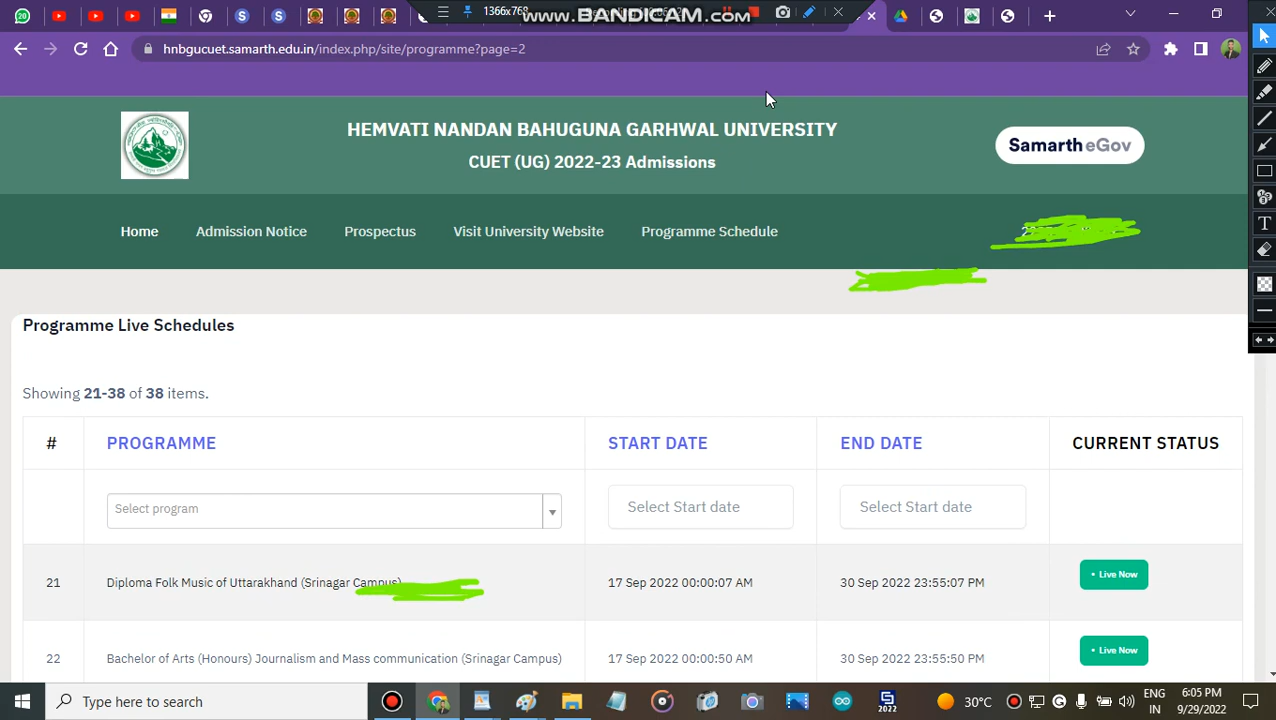 20
1366x768
www.BANDICAM.com
hnbgucuet.samarth.edu.in/index.php/site/programme?page=2
HEMVATI NANDAN BAHUGUNA GARHWAL UNIVERSITY
CUET (UG) 2022-23 Admissions
Samarth eGov
Home Admission Notice Prospectus Visit University Website Programme Schedule
Programme Live Schedules
Showing 21-38 of 38 items.
# PROGRAMME START DATE END DATE CURRENT STATUS
Select program Select Start date Select Start date
21 Diploma Folk Music of Uttarakhand (Srinagar Campus) 17 Sep 2022 00:00:07 AM 30 Sep 2022 23:55:07 PM • Live Now
22 Bachelor of Arts (Honours) Journalism and Mass communication (Srinagar Campus) 17 Sep 2022 00:00:50 AM 30 Sep 2022 23:55:50 PM • Live Now
Type here to search 2022 30°C ENG IN 6:05 PM 9/29/2022